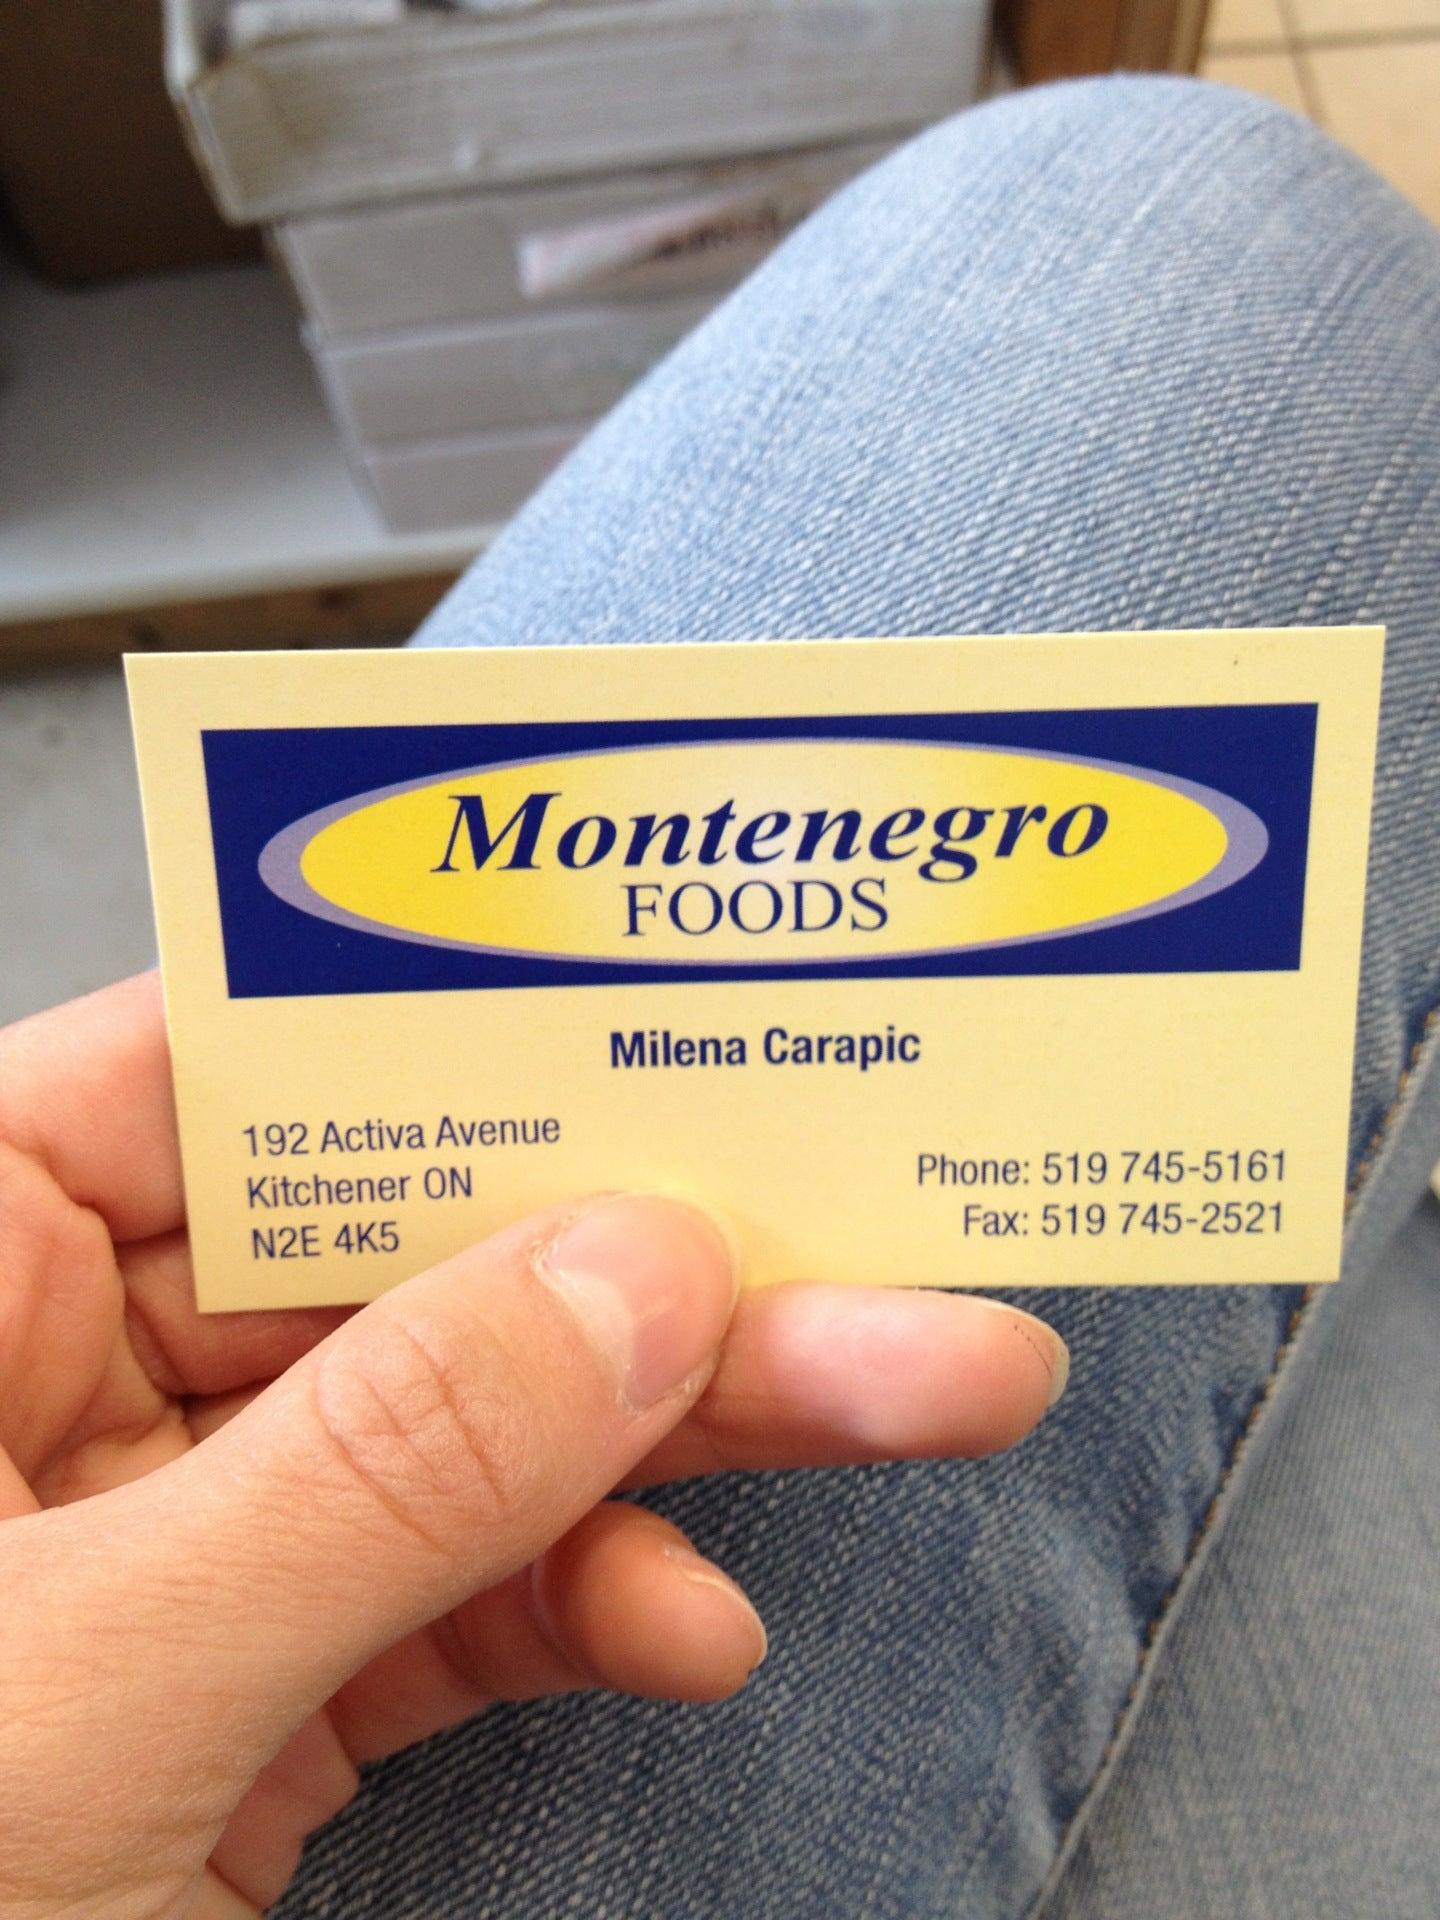 Montenegro
FOODS
Milena Carapic
192 Activa Avenue
Kitchener ON
N2E 4K5
Phone: 519 745-5161
Fax: 519 745-2521